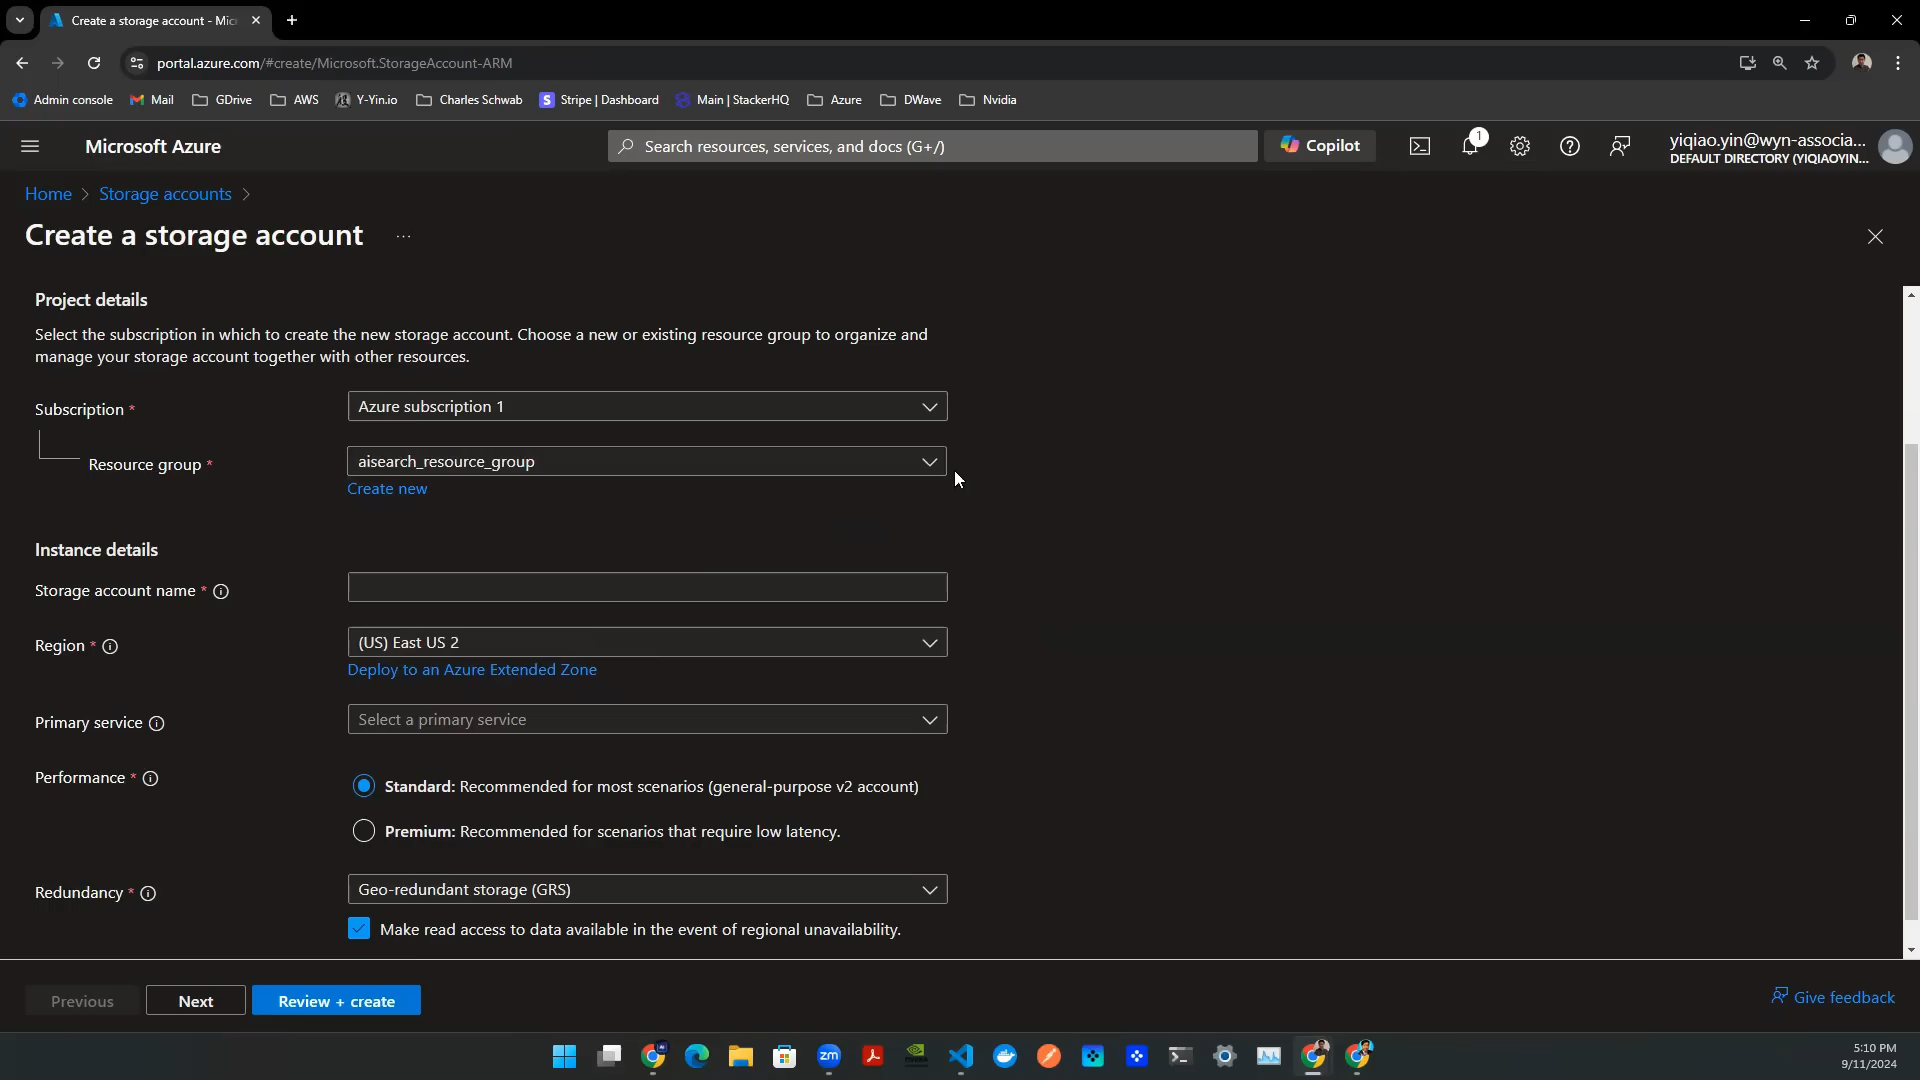 Create a storage account - Mic
portal.azure.com/#create/Microsoft.StorageAccount-ARM
Admin console
Mail
GDrive
AWS
Y-Yin.io
Charles Schwab
S
Stripe | Dashboard
Main | StackerHQ
Azure
DWave
Nvidia
Microsoft Azure
Search resources, services, and docs (G+/)
Copilot
1
yiqiao.yin@wyn-associa...
DEFAULT DIRECTORY (YIQIAOYIN...
Home > Storage accounts >
Create a storage account ...
Project details
Select the subscription in which to create the new storage account. Choose a new or existing resource group to organize and
manage your storage account together with other resources.
Subscription *
Azure subscription 1
Resource group *
aisearch_resource_group
Create new
Instance details
Storage account name *
Region *
(US) East US 2
Deploy to an Azure Extended Zone
Primary service
Select a primary service
Performance *
Standard: Recommended for most scenarios (general-purpose v2 account)
Premium: Recommended for scenarios that require low latency.
Redundancy *
Geo-redundant storage (GRS)
Make read access to data available in the event of regional unavailability.
Previous
Next
Review + create
Give feedback
zm
5:10 PM
9/11/2024